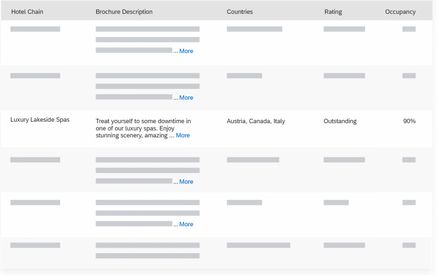 Hotel Chain Brochure Description Countries Rating Occupancy
... More
... More
Luxury Lakeside Spas Treat yourself to some downtime in Austria, Canada, Italy Outstanding 90%
one of our luxury spas. Enjoy
stunning scenery, amazing ... More
... More
... More